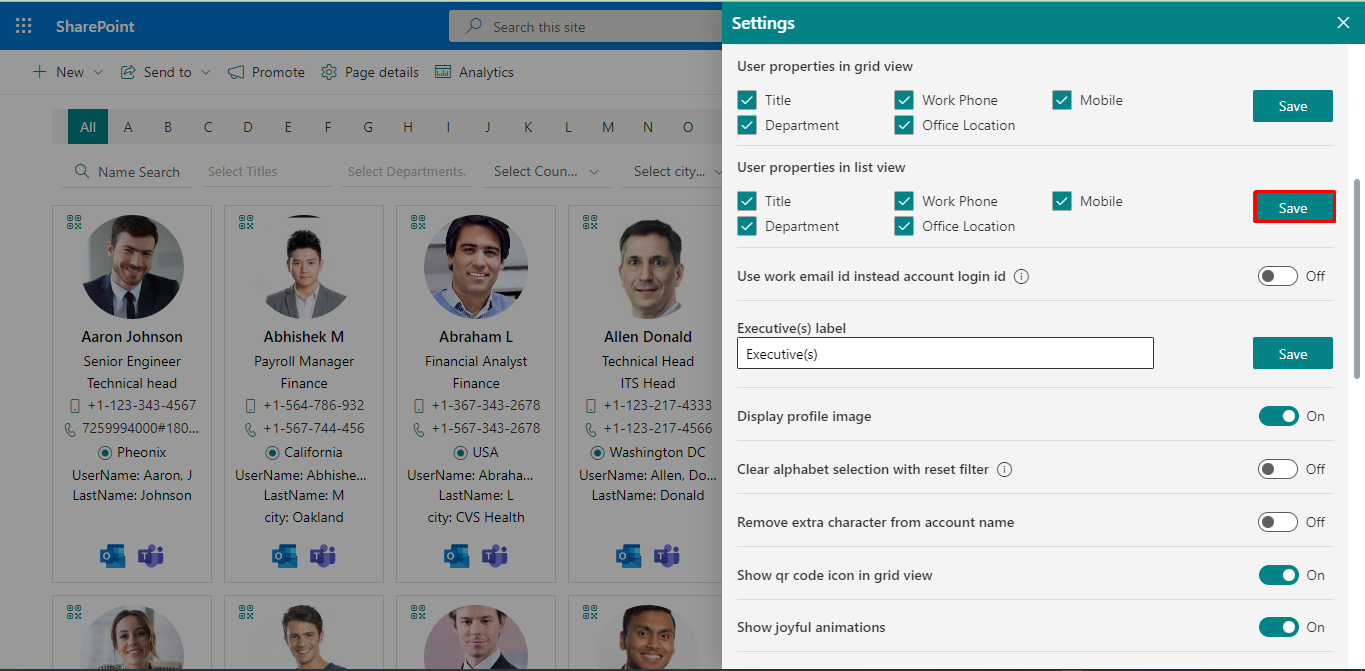 SharePoint
Search this site
New
Send to
Promote
Page details
Analytics
All A B C D E F G H I J K L M N O
Name Search
Select Titles
Select Departments.
Select Coun...
Select city...
Aaron Johnson
Senior Engineer
Technical head
+1-123-343-4567
7259994000#180...
Pheonix
UserName: Aaron, J
LastName: Johnson
Abhishek M
Payroll Manager
Finance
+1-564-786-932
+1-567-744-456
California
UserName: Abhishe...
LastName: M
city: Oakland
Abraham L
Financial Analyst
Finance
+1-367-343-2678
+1-567-343-2678
USA
UserName: Abraha...
LastName: L
city: CVS Health
Allen Donald
Technical Head
ITS Head
+1-123-217-4333
+1-123-217-4566
Washington DC
UserName: Allen, Do...
LastName: Donald
Settings
User properties in grid view
Title
Work Phone
Mobile
Department
Office Location
Save
User properties in list view
Title
Work Phone
Mobile
Department
Office Location
Save
Use work email id instead account login id
Off
Executive(s) label
Executive(s)
Save
Display profile image
On
Clear alphabet selection with reset filter
Off
Remove extra character from account name
Off
Show qr code icon in grid view
On
Show joyful animations
On